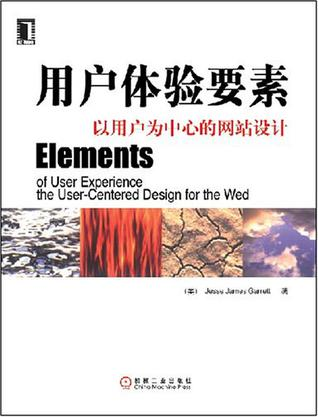 用户体验要素
以用户为中心的网站设计
Elements
of User Experience
the User-Centered Design for the Wed
(美) Jesse James Garrett 著
机械工业出版社
China Machine Press